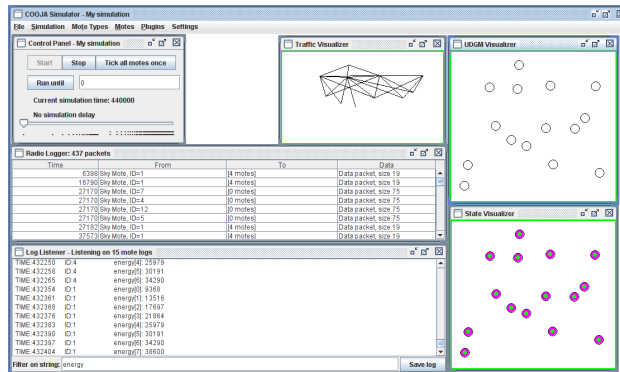 COOJA Simulator - My simulation
File Simulation Mote Types Motes Plugins Settings
Control Panel - My simulation
Start Stop Tick all motes once
Run until 0
Current simulation time: 440000
No simulation delay
Traffic Visualizer
UDGM Visualizer
Radio Logger: 437 packets
Time From To Data
6398 Sky Mote, ID=1 [4 motes] Data packet, size 19
16790 Sky Mote, ID=1 [4 motes] Data packet, size 19
27170 Sky Mote, ID=7 [0 motes] Data packet, size 75
27170 Sky Mote, ID=4 [0 motes] Data packet, size 75
27170 Sky Mote, ID=12 [0 motes] Data packet, size 75
27170 Sky Mote, ID=5 [0 motes] Data packet, size 75
27182 Sky Mote, ID=1 [4 motes] Data packet, size 19
37573 Sky Mote, ID=1 [4 motes] Data packet, size 19
State Visualizer
Log Listener - Listening on 15 mote logs
TIME:432250 ID:4 energy[4]: 25979
TIME:432258 ID:4 energy[5]: 30191
TIME:432265 ID:4 energy[6]: 34290
TIME:432354 ID:1 energy[0]: 9368
TIME:432361 ID:1 energy[1]: 13516
TIME:432368 ID:1 energy[2]: 17697
TIME:432376 ID:1 energy[3]: 21864
TIME:432383 ID:1 energy[4]: 25979
TIME:432390 ID:1 energy[5]: 30191
TIME:432397 ID:1 energy[6]: 34290
TIME:432404 ID:1 energy[7]: 38600
Filter on string: energy Save log